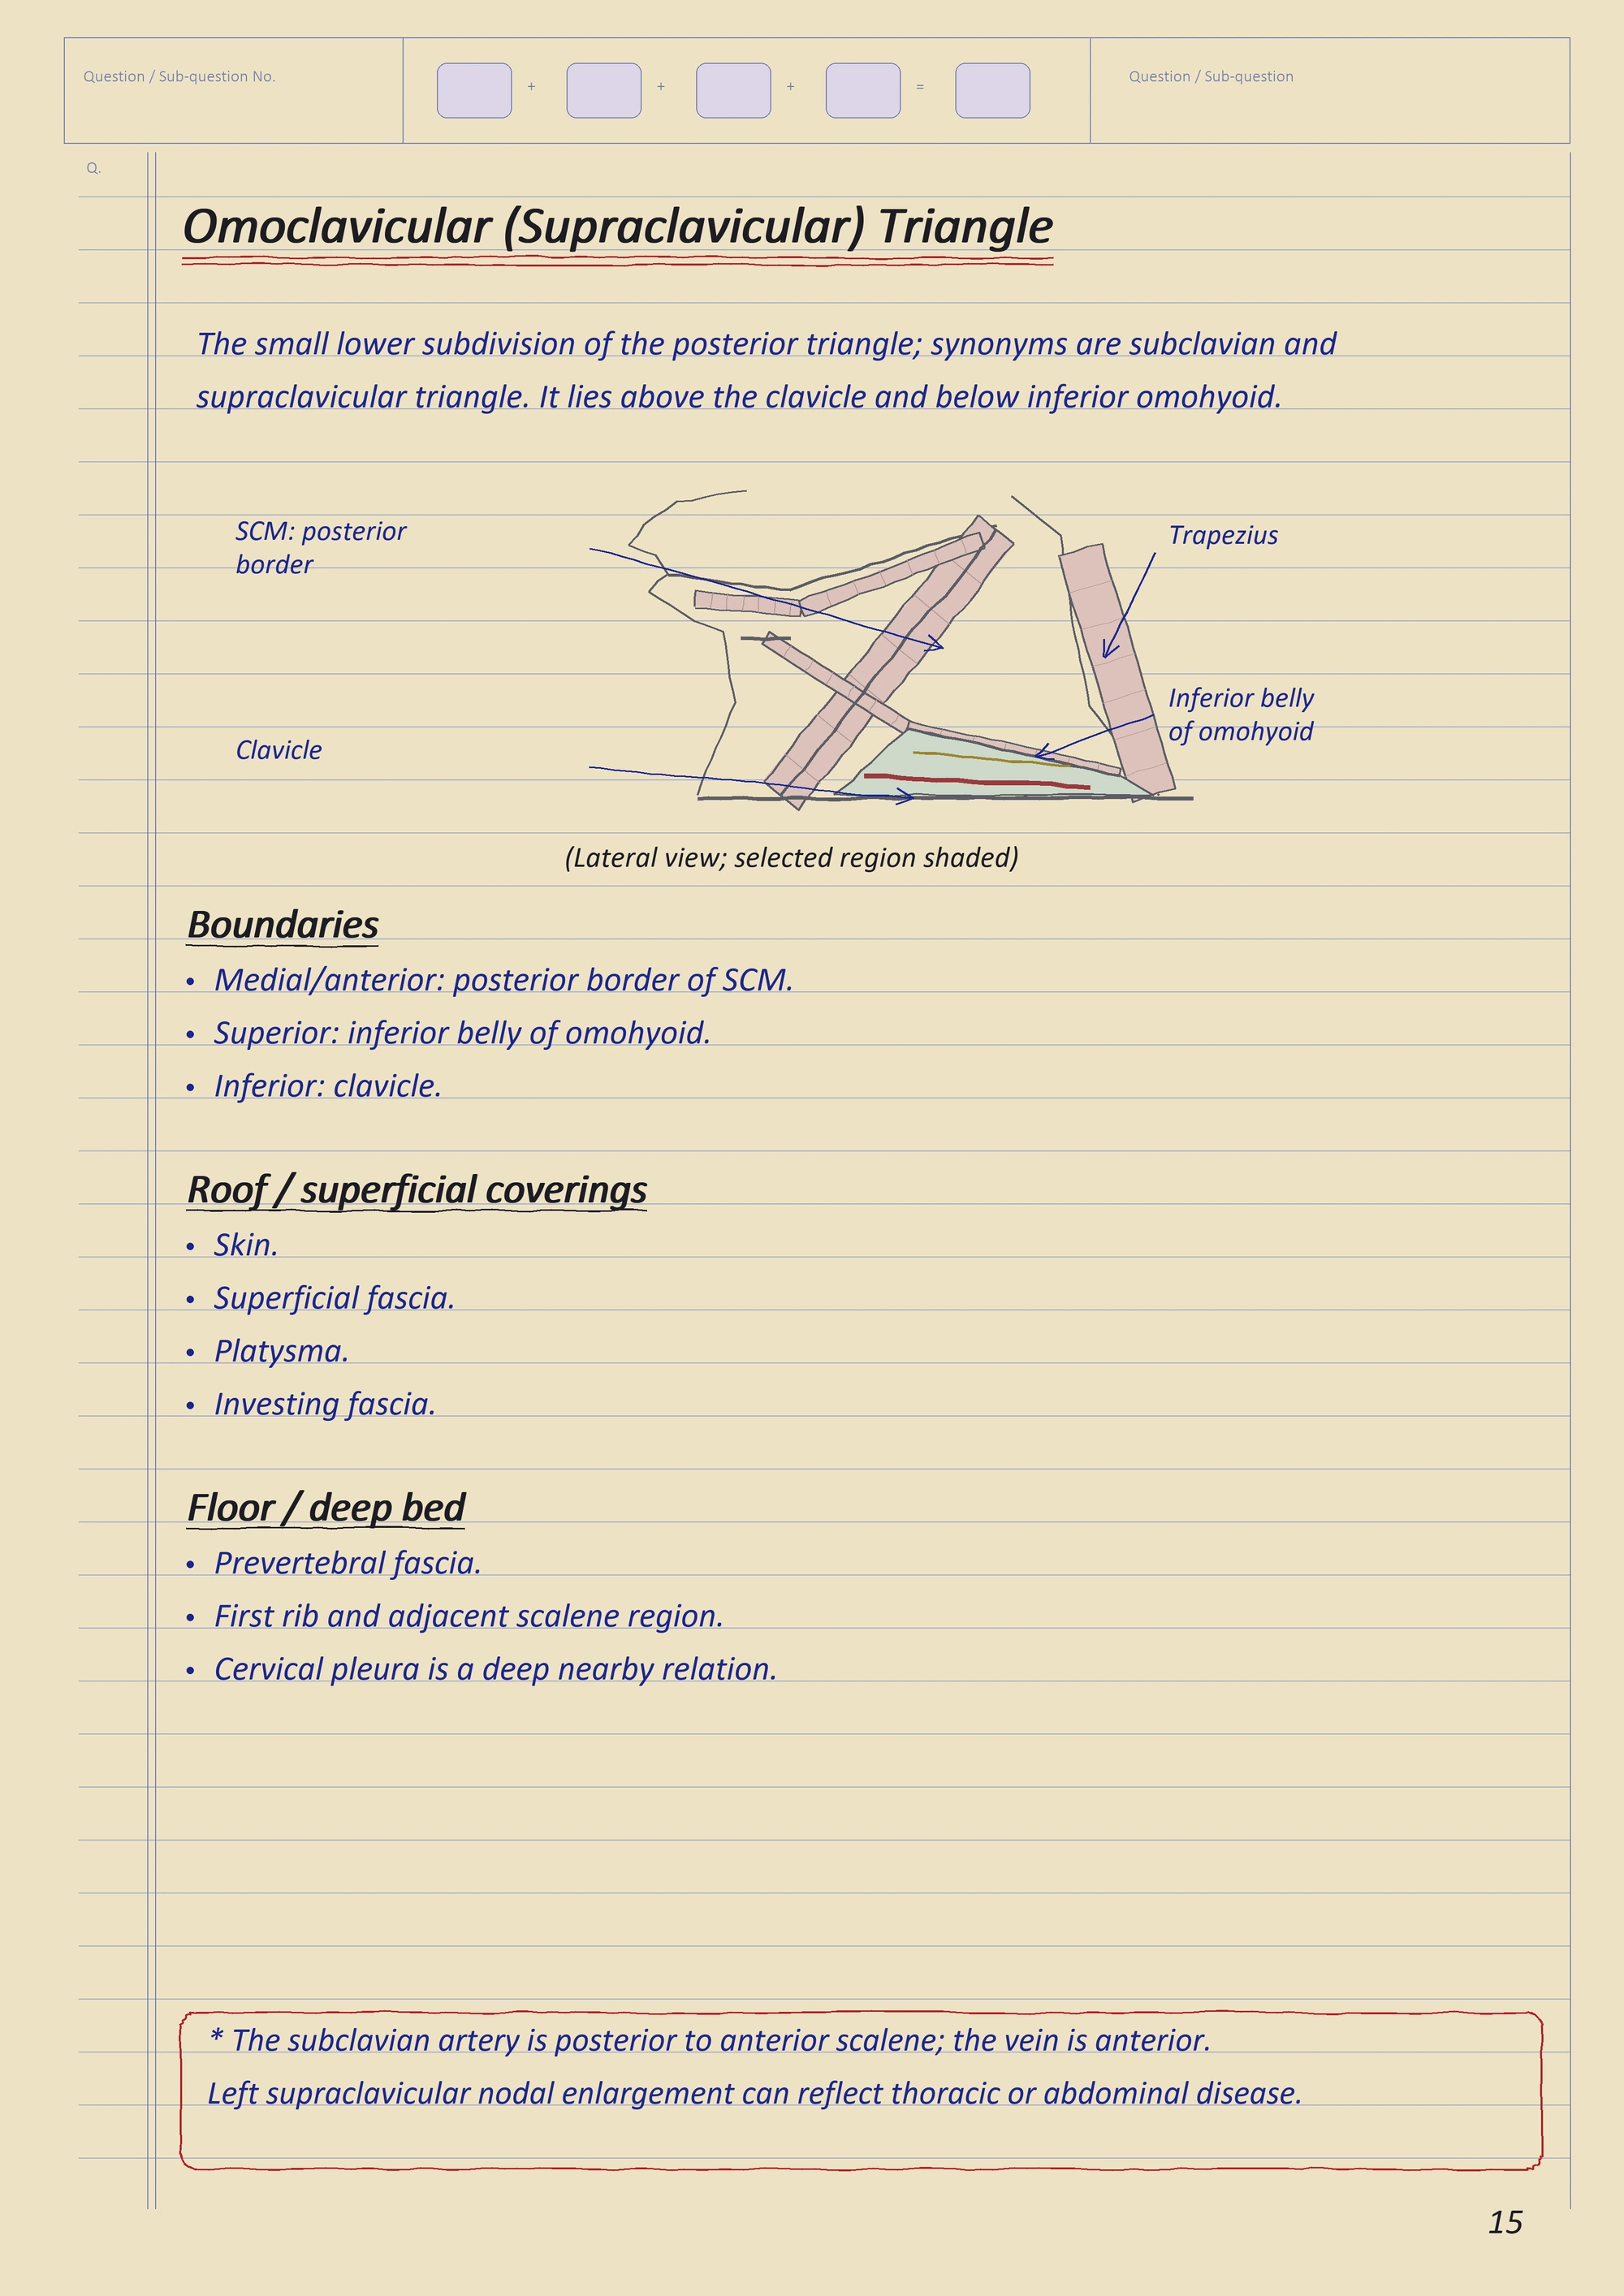 Question / Sub-question No.
+ + + =
Question / Sub-question
Q.
Omoclavicular (Supraclavicular) Triangle
The small lower subdivision of the posterior triangle; synonyms are subclavian and
supraclavicular triangle. It lies above the clavicle and below inferior omohyoid.
SCM: posterior
border
Trapezius
Inferior belly
of omohyoid
Clavicle
(Lateral view; selected region shaded)
Boundaries
• Medial/anterior: posterior border of SCM.
• Superior: inferior belly of omohyoid.
• Inferior: clavicle.
Roof / superficial coverings
• Skin.
• Superficial fascia.
• Platysma.
• Investing fascia.
Floor / deep bed
• Prevertebral fascia.
• First rib and adjacent scalene region.
• Cervical pleura is a deep nearby relation.
* The subclavian artery is posterior to anterior scalene; the vein is anterior.
Left supraclavicular nodal enlargement can reflect thoracic or abdominal disease.
15